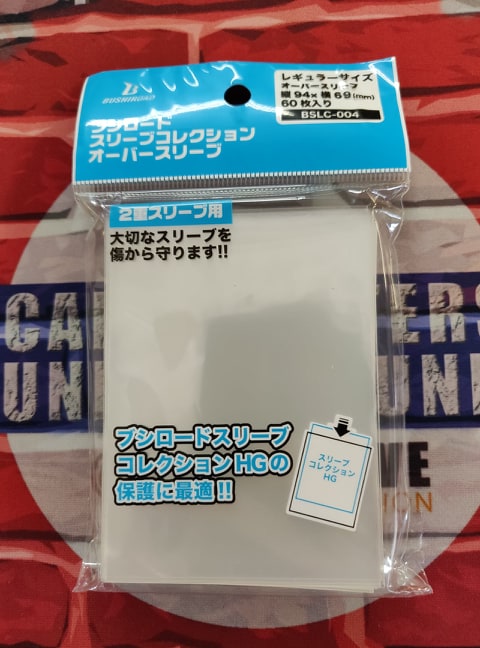 B
BUSHIROAD
レギュラーサイズ
オーバースリーブ
縦 94× 横 69(mm)
60枚入り
BSLC-004
ブシロード
スリーブコレクション
オーバースリーブ
2重スリーブ用
大切なスリーブを
傷から守ります!!
ブシロードスリーブ
コレクションHGの
保護に最適!!
スリーブ
コレクション
HG
CA
ERS
UN